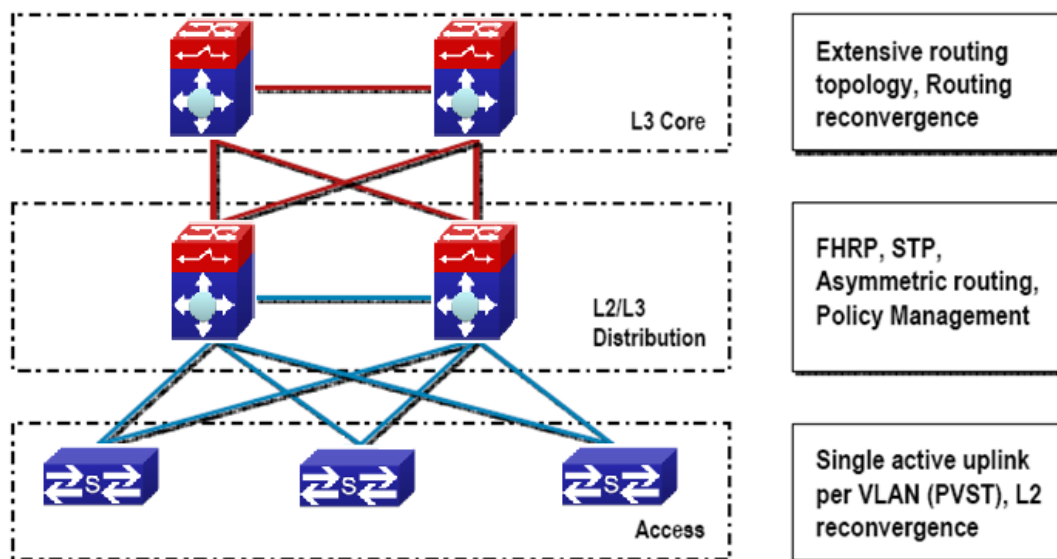 Extensive routing
topology, Routing
reconvergence
L3 Core
FHRP, STP,
Asymmetric routing,
Policy Management
L2/L3
Distribution
Single active uplink
per VLAN (PVST), L2
reconvergence
S
S
S
Access